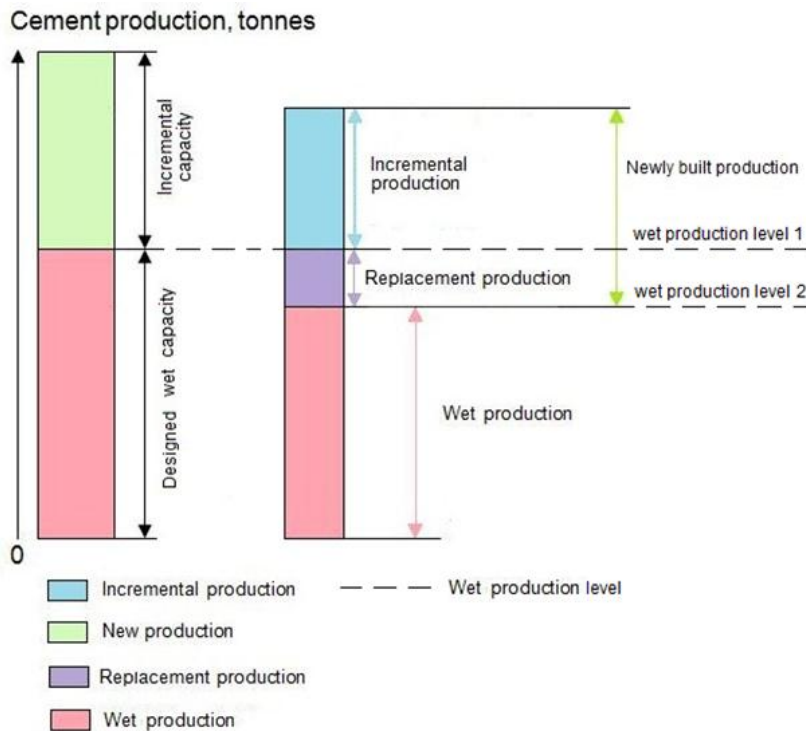 Cement production, tonnes
Incremental
capacity
Designed wet capacity
0
Incremental
production
Replacement production
Wet production
Newly built production
wet production level 1
wet production level 2
Incremental production
Wet production level
New production
Replacement production
Wet production